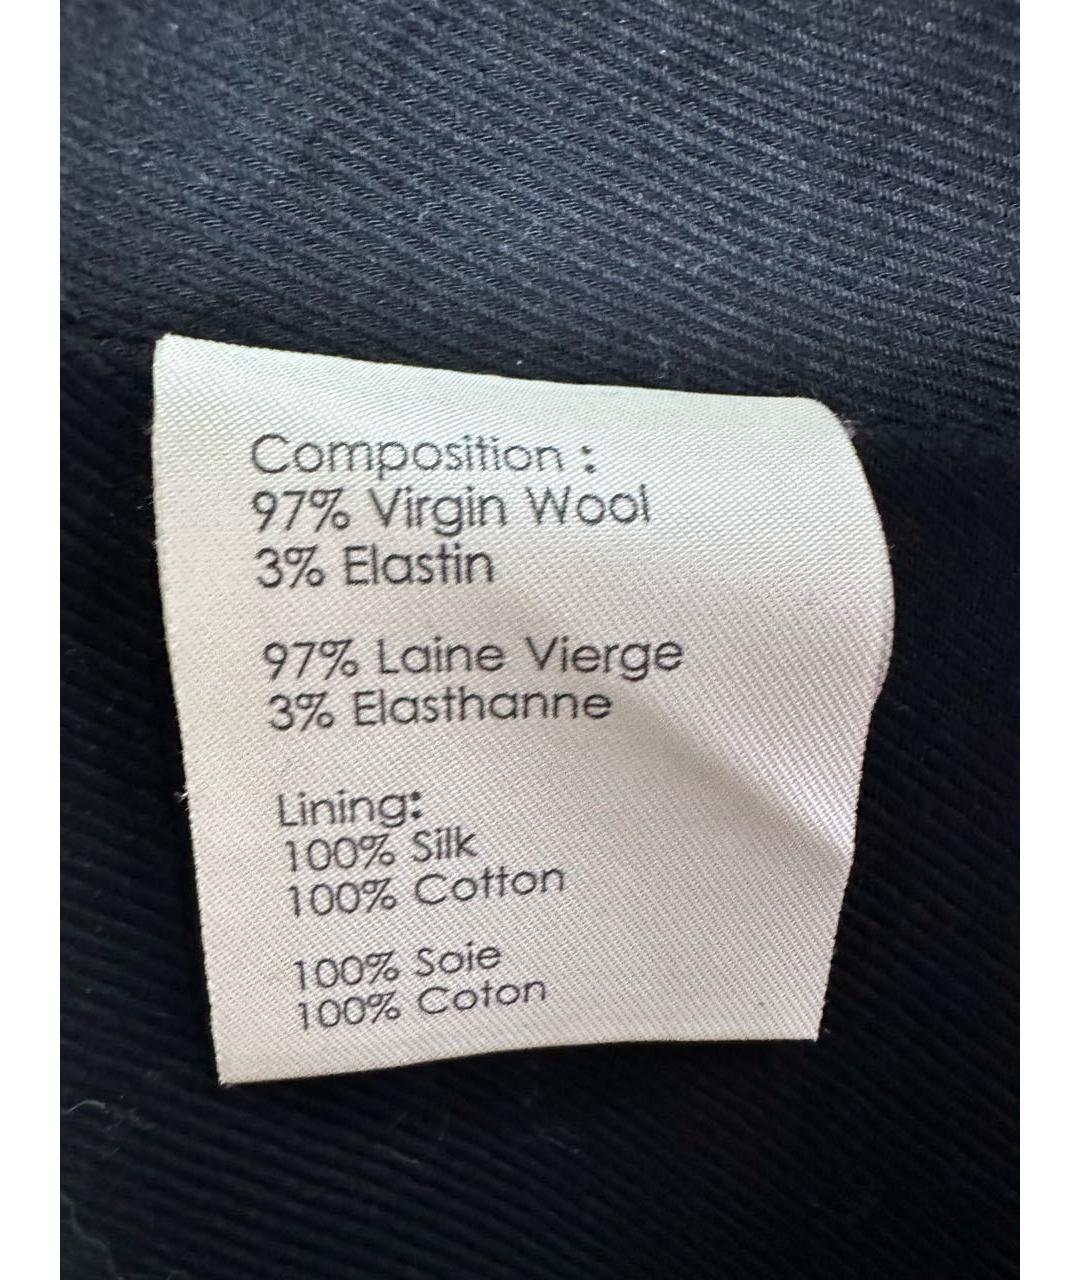 Composition :
97% Virgin Wool
3% Elastin
97% Laine Vierge
3% Elasthanne
Lining:
100% Silk
100% Cotton
100% Soie
100% Coton